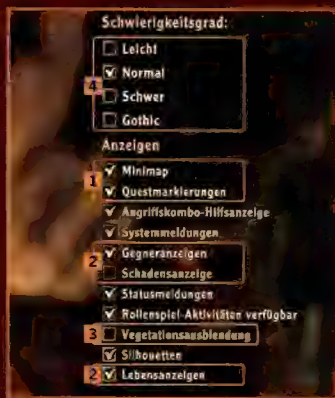 Schwierigkeitsgrad:
Leicht
Normal
4
Schwer
Gothic
Anzeigen
Minimap
1
Questmarkierungen
Angriffskombo-Hilfsanzeige
Systemmeldungen
Gegneranzeigen
2
Schadensanzeige
Statusmeldungen
Rollenspiel-Aktivitäten verfügbar
3 Vegetationsausblendung
Silhouetten
2 Lebensanzeigen